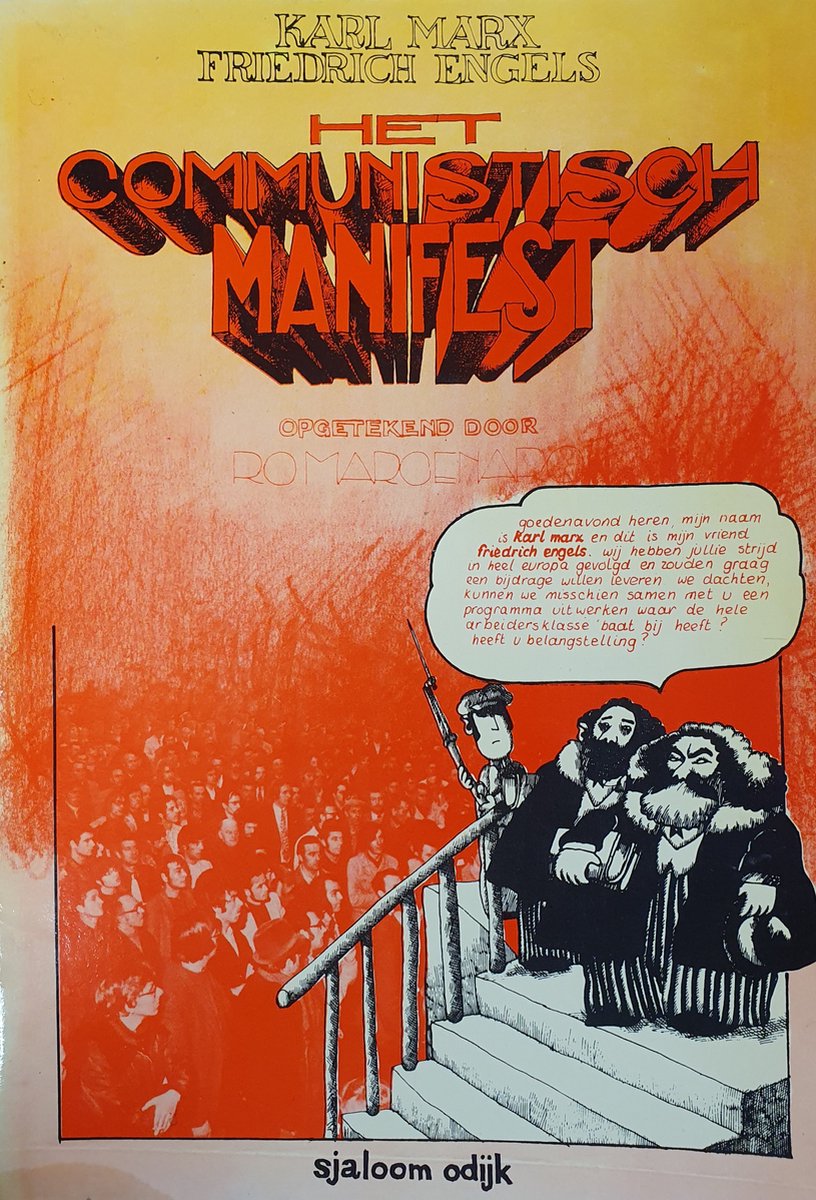 KARL MARX
FRIEDRICH ENGELS
HET
COMMUNISTISCH
MANIFEST
OPGETEKEND DOOR
RO MARCENARO
goedenavond heren, mijn naam
is Karl marx en dit is mijn vriend
friedrich engels. wij hebben jullie strijd
in heel europa gevolgd en zouden graag
een bijdrage willen leveren. we dachten,
kunnen we misschien samen met u een
programma uitwerken waar de hele
arbeidersklasse 'baat bij heeft?
heeft u belangstelling?
sjaloom odijk